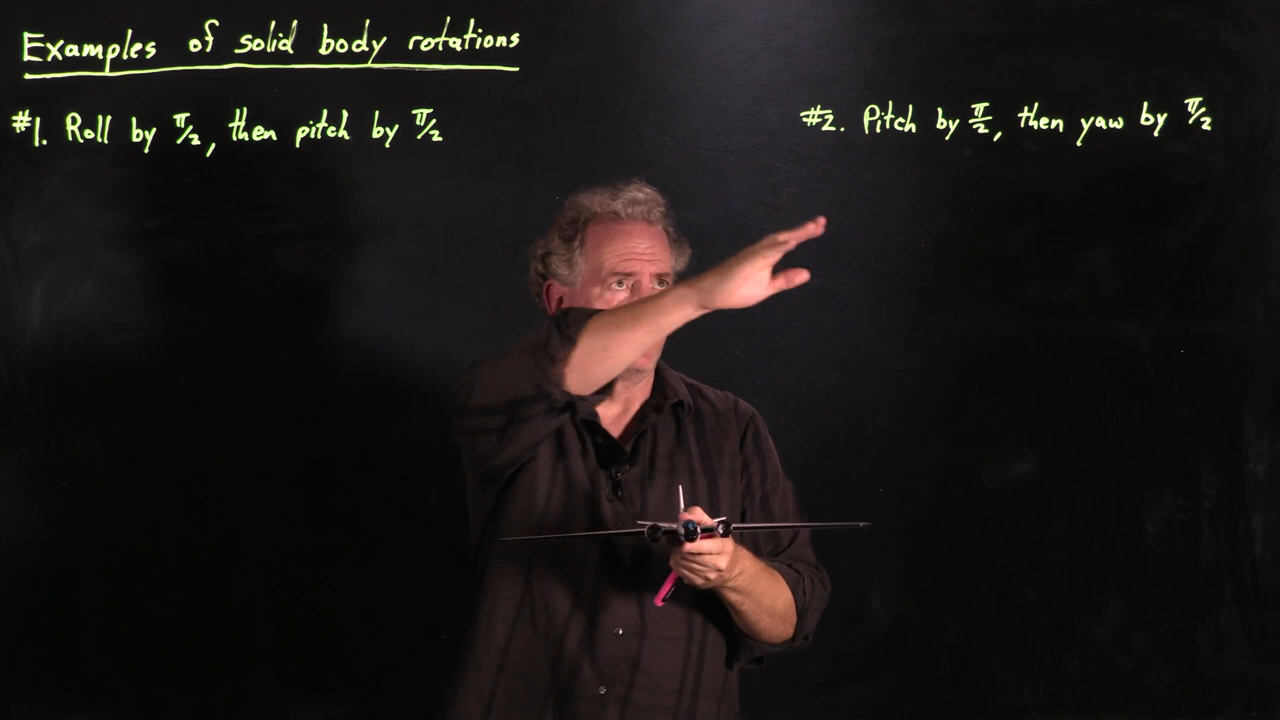 Examples of solid body rotations
#1. Roll by π/2, then pitch by π/2
#2. Pitch by π/2, then yaw by π/2